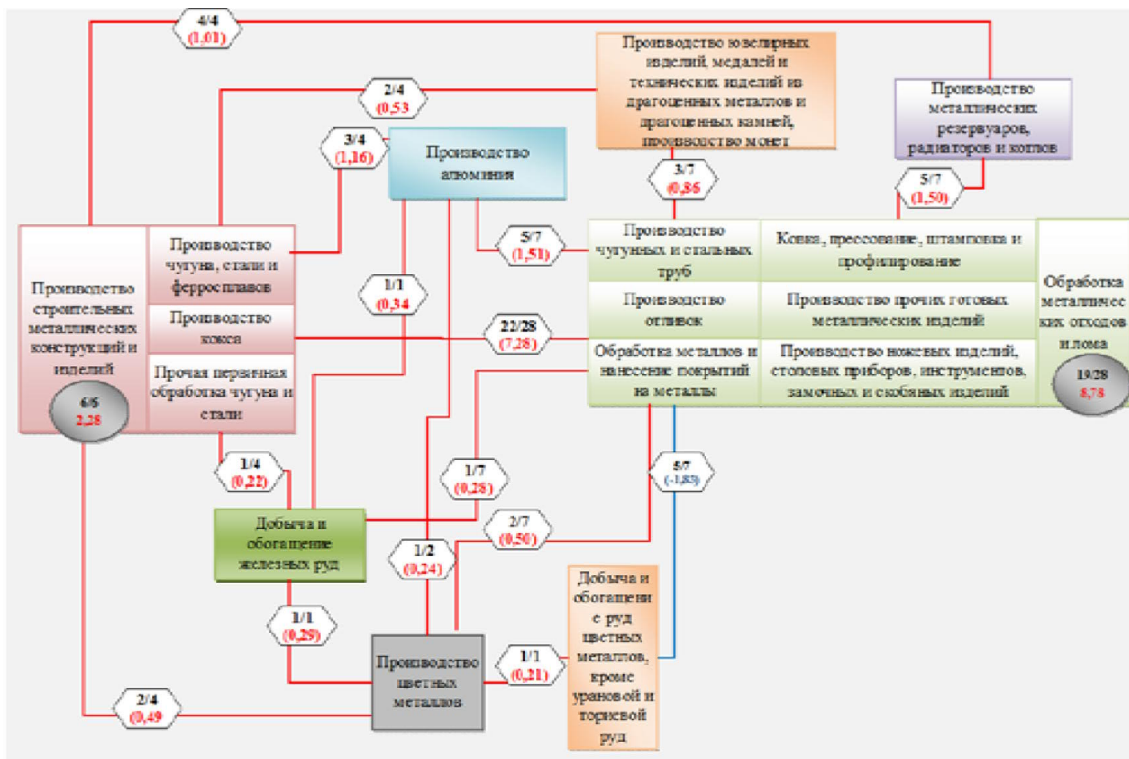 4/4
(1,01)
2/4
(0,53
3/4
(1,16)
Производство
алюминия
Производство ювелирных
изделий, медалей и
технических изделий из
драгоценных металлов и
драгоценных камней,
производство монет
Производство
металлических
резервуаров,
радиаторов и котлов
3/7
(0,86
5/7
(1,50)
Производство
строительных
металлических
конструкций и
изделий
6/6
2,28
Производство
чугуна, стали и
ферросплавов
Производство
кокса
Прочая первичная
обработка чугуна и
стали
5/7
(1,51)
1/1
(0,34
22/28
(7,28)
Производство
чугунных и стальных
труб
Производство
отливок
Обработка металлов и
нанесение покрытий
на металлы
Ковка, прессование, штамповка и
профилирование
Производство прочих готовых
металлических изделий
Производство ножевых изделий,
столовых приборов, инструментов,
замочных и скобяных изделий
Обработка
металличес
ких отходов
и лома
19/28
8,78
1/4
(0,22)
1/7
(0,28)
5/7
(-1,83)
Добыча и
обогащение
железных руд
2/7
(0,50)
1/2
(0,24)
Добыча и
обогащени
е руд
цветных
металлов,
кроме
урановой и
ториевой
руд
1/1
(0,29)
Производство
цветных
металлов
1/1
(0,21)
2/4
(0,49